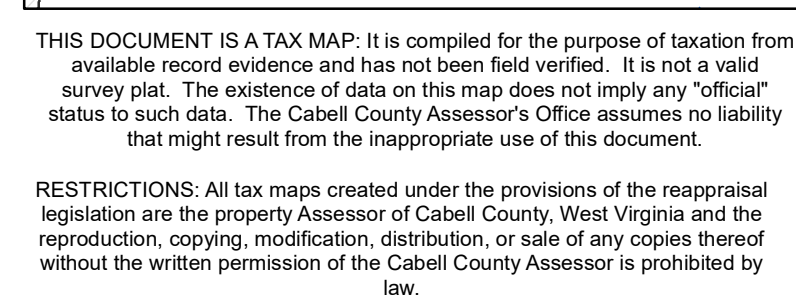 THIS DOCUMENT IS A TAX MAP: It is compiled for the purpose of taxation from
available record evidence and has not been field verified.  It is not a valid
survey plat.  The existence of data on this map does not imply any "official"
status to such data.  The Cabell County Assessor's Office assumes no liability
that might result from the inappropriate use of this document.
RESTRICTIONS: All tax maps created under the provisions of the reappraisal
legislation are the property Assessor of Cabell County, West Virginia and the
reproduction, copying, modification, distribution, or sale of any copies thereof
without the written permission of the Cabell County Assessor is prohibited by
law.